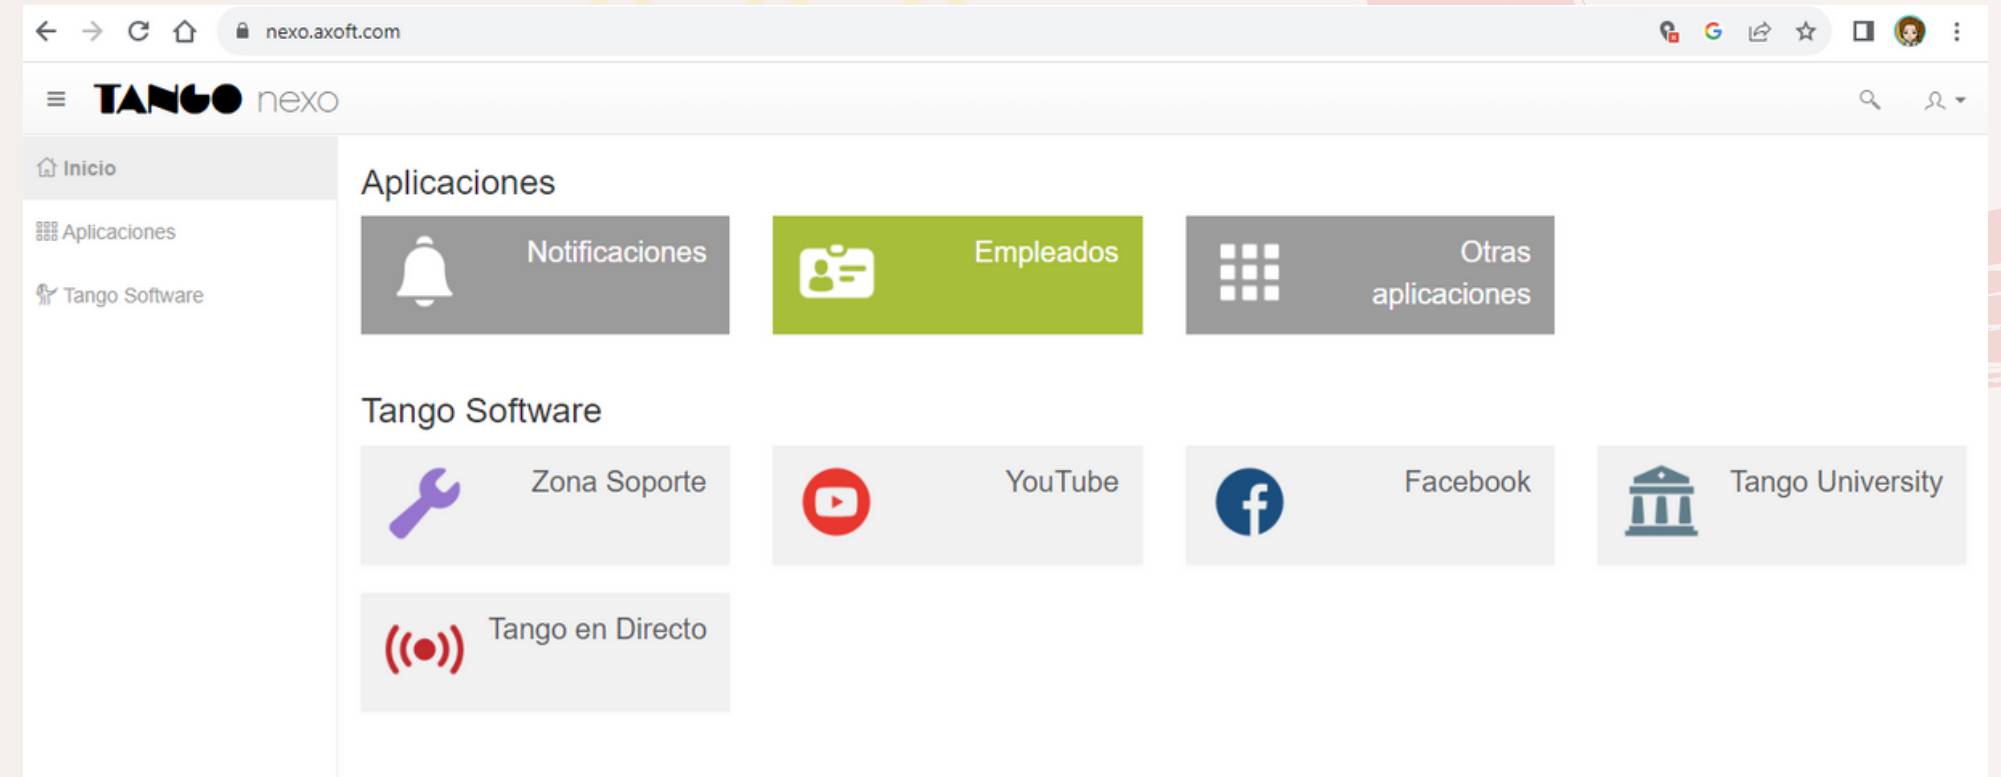 nexo.axoft.com
TANGO nexo
Inicio
Aplicaciones
Tango Software
Aplicaciones
Notificaciones
Empleados
Otras
aplicaciones
Tango Software
Zona Soporte
YouTube
Facebook
Tango University
Tango en Directo